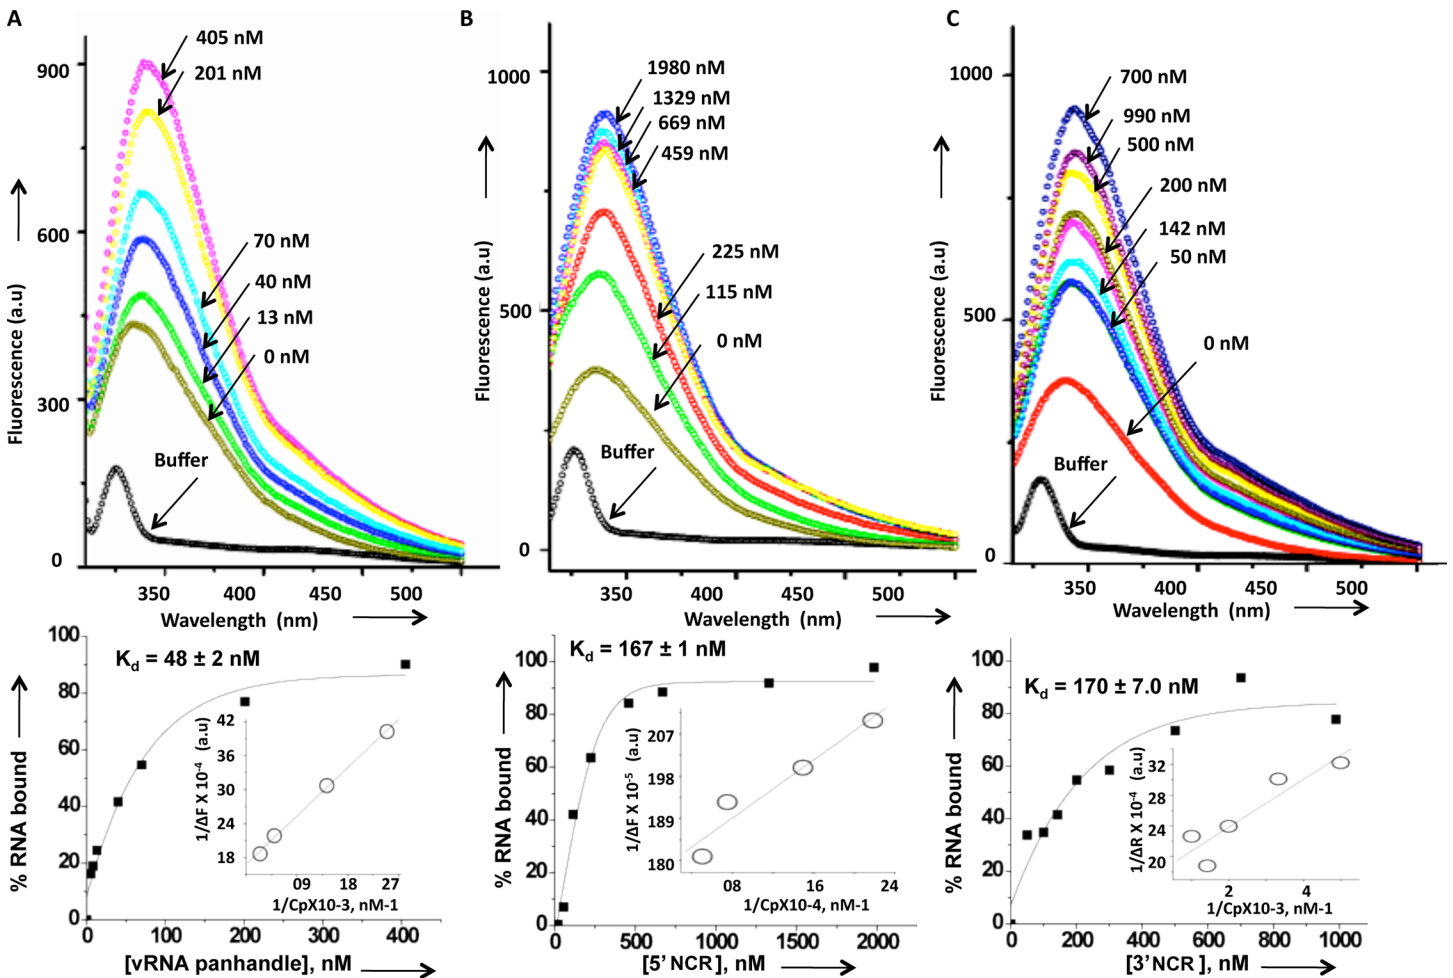 A
405 nM
201 nM
70 nM
40 nM
13 nM
0 nM
Buffer
900
600
300
0
Fluorescence (a.u)
350 400 450 500
Wavelength (nm)
B
1980 nM
1329 nM
669 nM
459 nM
225 nM
115 nM
0 nM
Buffer
1000
500
0
Fluorescence (a.u)
350 400 450 500
Wavelength (nm)
C
700 nM
990 nM
500 nM
200 nM
142 nM
50 nM
0 nM
Buffer
1000
500
0
Fluorescence (a.u)
350 400 450 500
Wavelength (nm)
Kd = 48 ± 2 nM
100
80
60
40
20
0
% RNA bound
0 100 200 300 400
[vRNA panhandle], nM
42
36
30
24
18
1/ΔF X 10-4 (a.u)
09 18 27
1/CpX10-3, nM-1
Kd = 167 ± 1 nM
100
80
60
40
20
0
% RNA bound
0 500 1000 1500 2000
[5' NCR], nM
207
198
189
180
1/ΔF X 10-5 (a.u)
08 16 24
1/CpX10-4, nM-1
Kd = 170 ± 7.0 nM
100
80
60
40
20
0
% RNA bound
0 200 400 600 800 1000
[3' NCR], nM
32
28
24
20
1/ΔR X 10-4 (a.u)
2 4
1/CpX10-3, nM-1